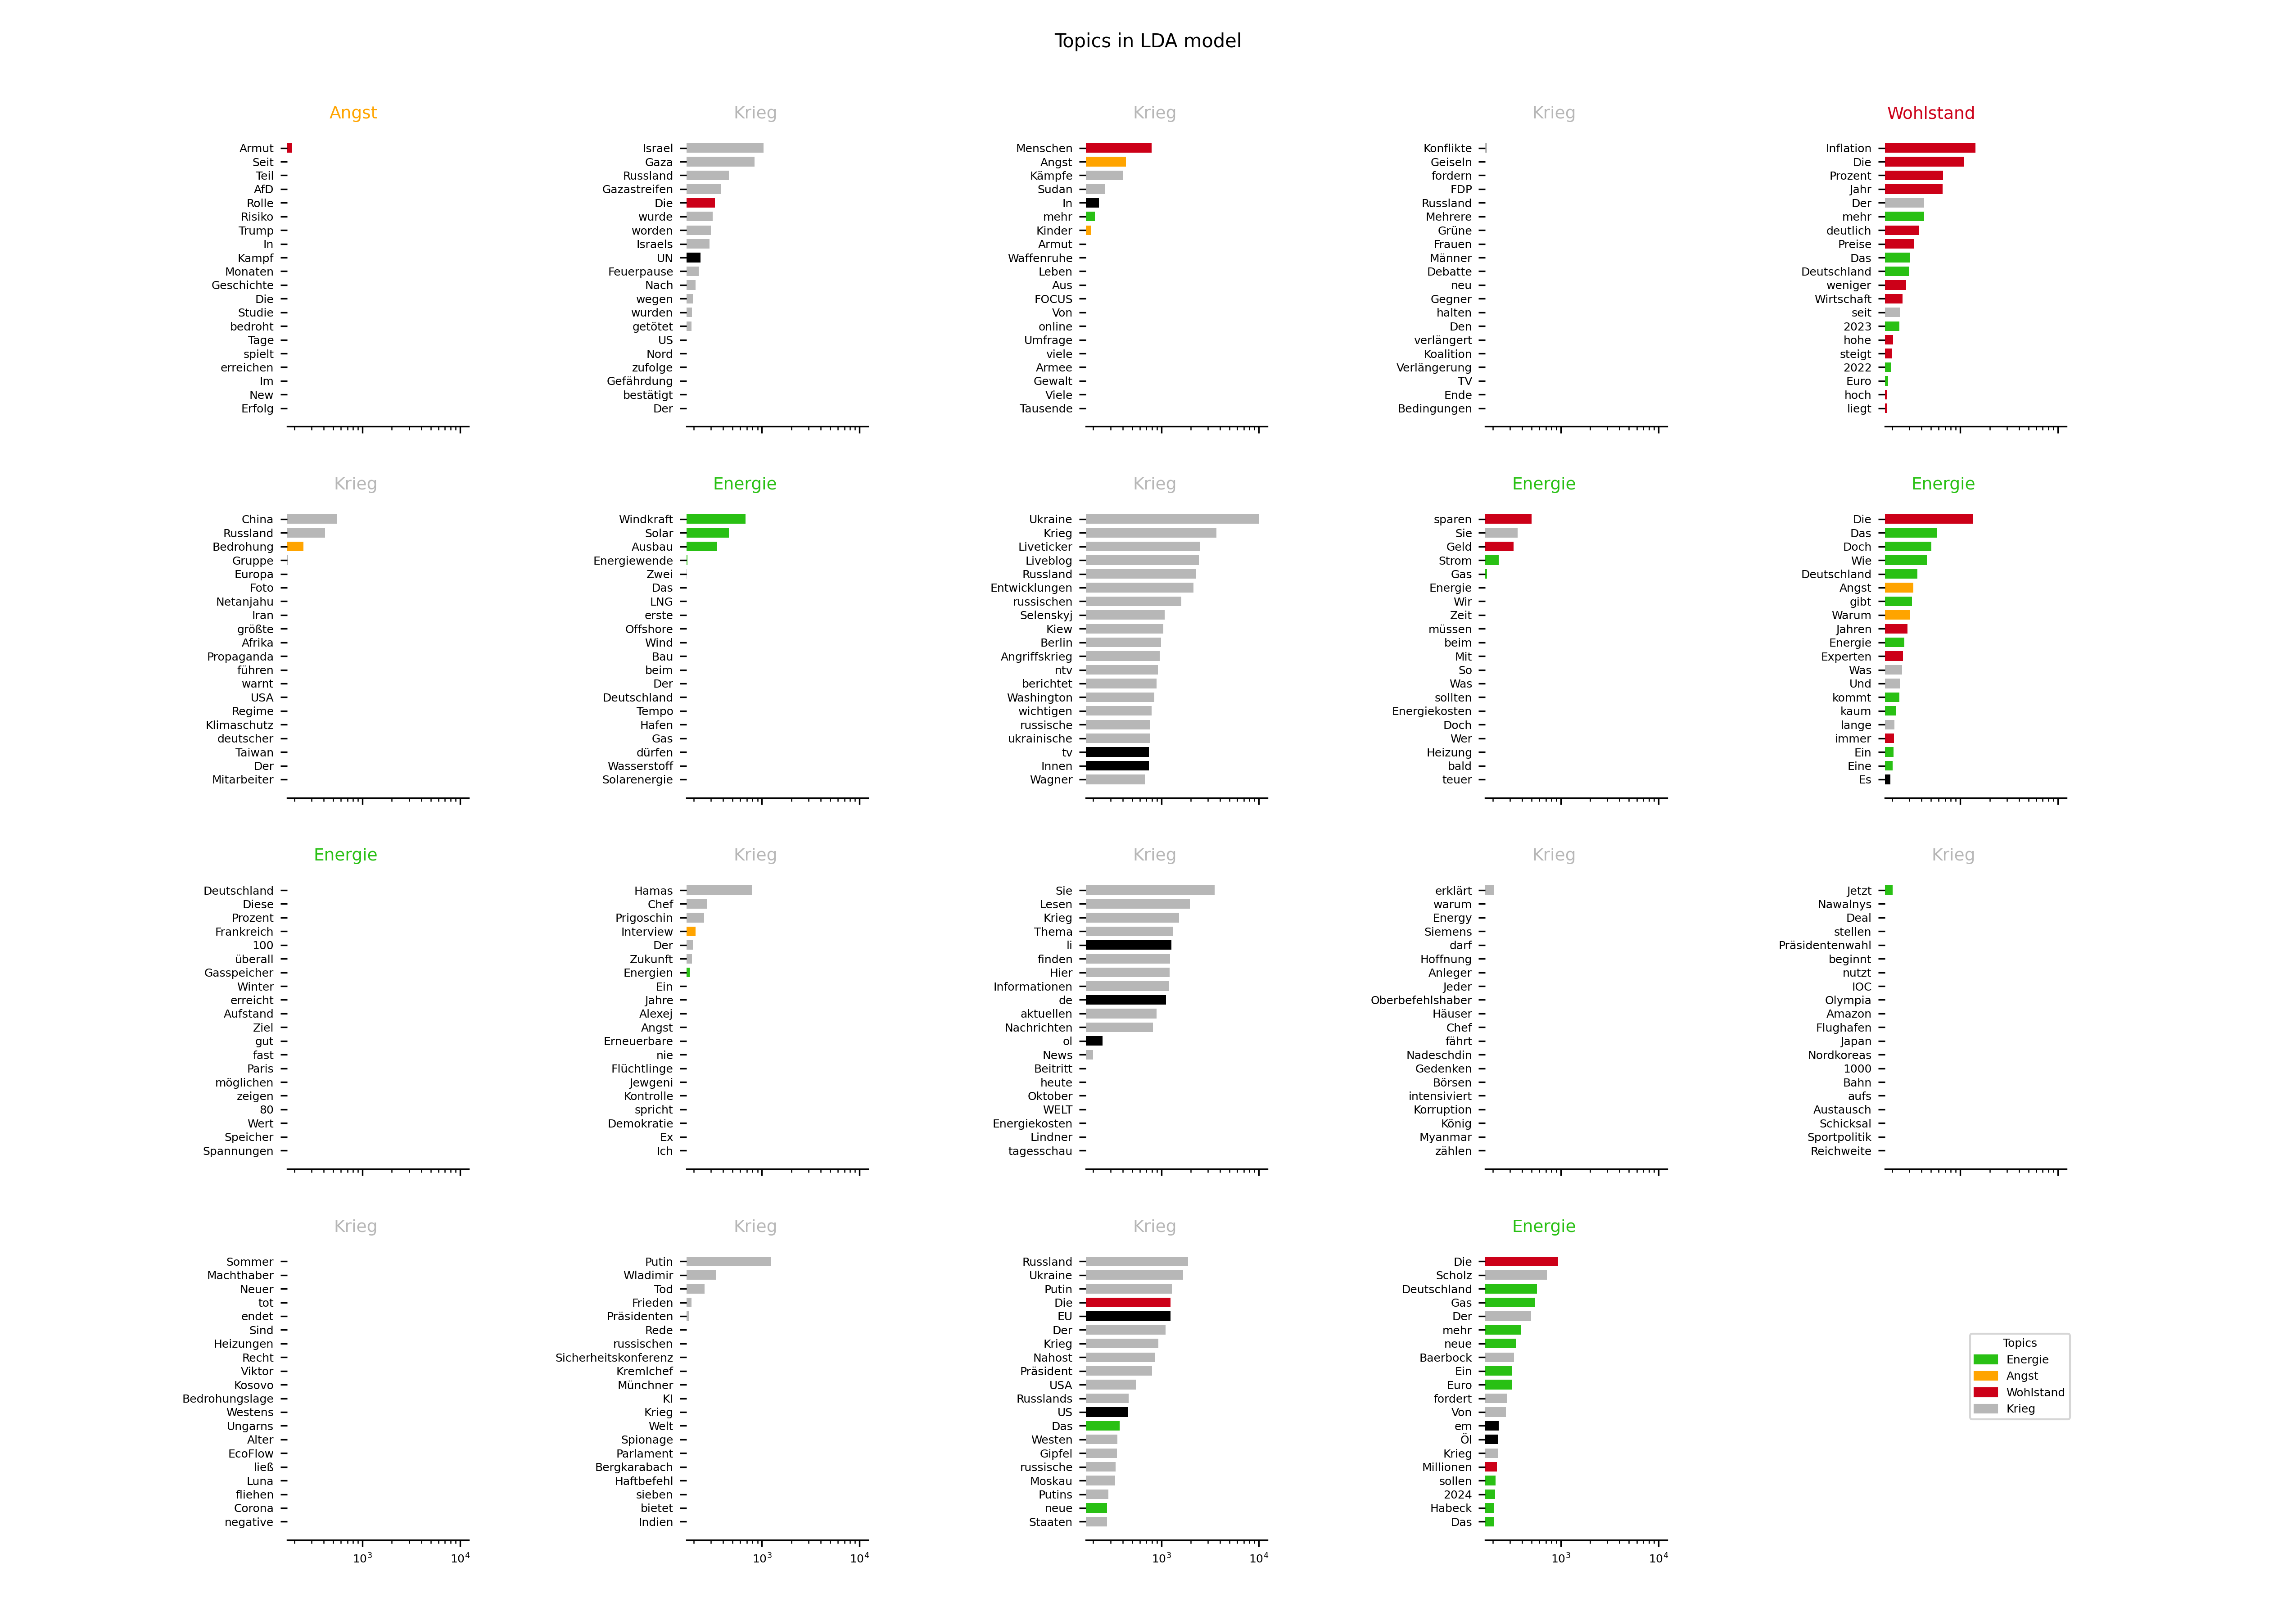 Topics in LDA model
Angst
Armut
Seit
Teil
AfD
Rolle
Risiko
Trump
In
Kampf
Monaten
Geschichte
Die
Studie
bedroht
Tage
spielt
erreichen
Im
New
Erfolg
Krieg
Israel
Gaza
Russland
Gazastreifen
Die
wurde
worden
Israels
UN
Feuerpause
Nach
wegen
wurden
getötet
US
Nord
zufolge
Gefährdung
bestätigt
Der
Krieg
Menschen
Angst
Kämpfe
Sudan
In
mehr
Kinder
Armut
Waffenruhe
Leben
Aus
FOCUS
Von
online
Umfrage
viele
Armee
Gewalt
Viele
Tausende
Krieg
Konflikte
Geiseln
fordern
FDP
Russland
Mehrere
Grüne
Frauen
Männer
Debatte
neu
Gegner
halten
Den
verlängert
Koalition
Verlängerung
TV
Ende
Bedingungen
Wohlstand
Inflation
Die
Prozent
Jahr
Der
mehr
deutlich
Preise
Das
Deutschland
weniger
Wirtschaft
seit
2023
hohe
steigt
2022
Euro
hoch
liegt
Krieg
China
Russland
Bedrohung
Gruppe
Europa
Foto
Netanjahu
Iran
größte
Afrika
Propaganda
führen
warnt
USA
Regime
Klimaschutz
deutscher
Taiwan
Der
Mitarbeiter
Energie
Windkraft
Solar
Ausbau
Energiewende
Zwei
Das
LNG
erste
Offshore
Wind
Bau
beim
Der
Deutschland
Tempo
Hafen
Gas
dürfen
Wasserstoff
Solarenergie
Krieg
Ukraine
Krieg
Liveticker
Liveblog
Russland
Entwicklungen
russischen
Selenskyj
Kiew
Berlin
Angriffskrieg
ntv
berichtet
Washington
wichtigen
russische
ukrainische
tv
Innen
Wagner
Energie
sparen
Sie
Geld
Strom
Gas
Energie
Wir
Zeit
müssen
beim
Mit
So
Was
sollten
Energiekosten
Doch
Wer
Heizung
bald
teuer
Energie
Die
Das
Doch
Wie
Deutschland
Angst
gibt
Warum
Jahren
Energie
Experten
Was
Und
kommt
kaum
lange
immer
Ein
Eine
Es
Energie
Deutschland
Diese
Prozent
Frankreich
100
überall
Gasspeicher
Winter
erreicht
Aufstand
Ziel
gut
fast
Paris
möglichen
zeigen
80
Wert
Speicher
Spannungen
Krieg
Hamas
Chef
Prigoschin
Interview
Der
Zukunft
Energien
Ein
Jahre
Alexej
Angst
Erneuerbare
nie
Flüchtlinge
Jewgeni
Kontrolle
spricht
Demokratie
Ex
Ich
Krieg
Sie
Lesen
Krieg
Thema
li
finden
Hier
Informationen
de
aktuellen
Nachrichten
ol
News
Beitritt
heute
Oktober
WELT
Energiekosten
Lindner
tagesschau
Krieg
erklärt
warum
Energy
Siemens
darf
Hoffnung
Anleger
Jeder
Oberbefehlshaber
Häuser
Chef
fährt
Nadeschdin
Gedenken
Börsen
intensiviert
Korruption
König
Myanmar
zählen
Krieg
Jetzt
Nawalnys
Deal
stellen
Präsidentenwahl
beginnt
nutzt
IOC
Olympia
Amazon
Flughafen
Japan
Nordkoreas
1000
Bahn
aufs
Austausch
Schicksal
Sportpolitik
Reichweite
Krieg
Sommer
Machthaber
Neuer
tot
endet
Sind
Heizungen
Recht
Viktor
Kosovo
Bedrohungslage
Westens
Ungarns
Alter
EcoFlow
ließ
Luna
fliehen
Corona
negative
10³ 10⁴
Krieg
Putin
Wladimir
Tod
Frieden
Präsidenten
Rede
russischen
Sicherheitskonferenz
Kremlchef
Münchner
KI
Krieg
Welt
Spionage
Parlament
Bergkarabach
Haftbefehl
sieben
bietet
Indien
10³ 10⁴
Krieg
Russland
Ukraine
Putin
Die
EU
Der
Krieg
Nahost
Präsident
USA
Russlands
US
Das
Westen
Gipfel
russische
Moskau
Putins
neue
Staaten
10³ 10⁴
Energie
Die
Scholz
Deutschland
Gas
Der
mehr
neue
Baerbock
Ein
Euro
fordert
Von
em
Öl
Krieg
Millionen
sollen
2024
Habeck
Das
10³ 10⁴
Topics
Energie
Angst
Wohlstand
Krieg